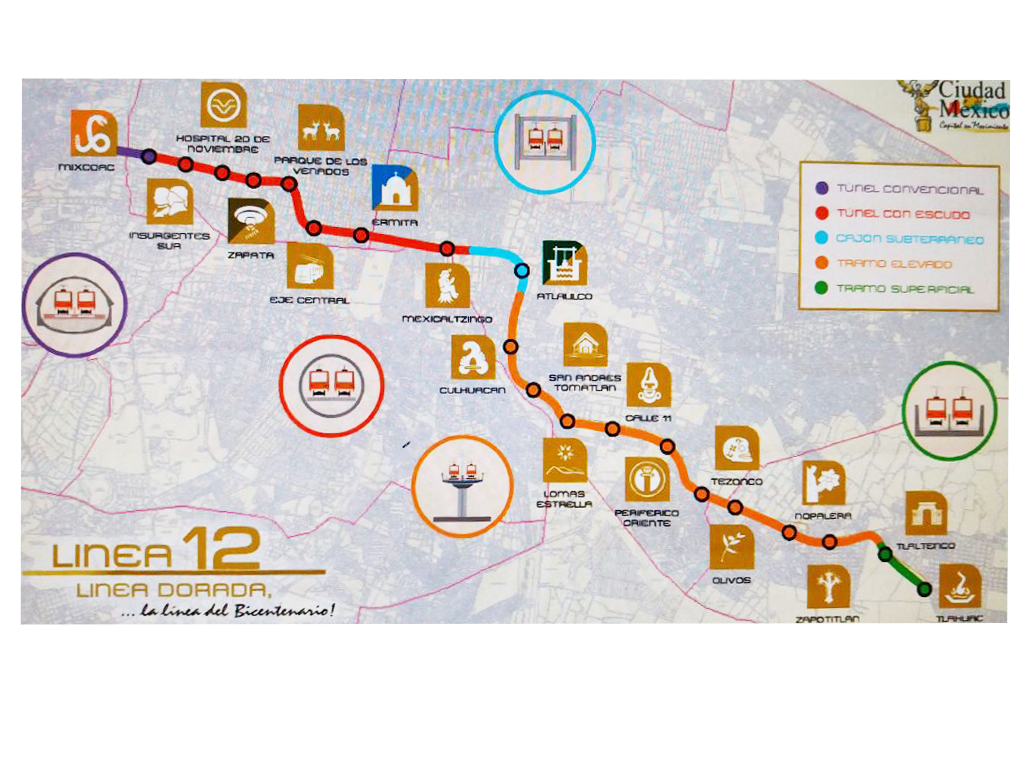 Ciudad
México
Capital en Movimiento
MIXCOAC
HOSPITAL 20 DE
NOVIEMBRE
PARQUE DE LOS
VENADOS
INSURGENTES
SUR
ZAPATA
ERMITA
EJE CENTRAL
MEXICALTZINGO
ATLALILCO
TUNEL CONVENCIONAL
TUNEL CON ESCUDO
CAJON SUBTERRANEO
TRAMO ELEVADO
TRAMO SUPERFICIAL
CULHUACAN
SAN ANDRES
TOMATLAN
CALLE 11
LOMAS
ESTRELLA
PERIFERICO
ORIENTE
TEZONCO
OLIVOS
NOPALERA
ZAPOTITLAN
TLALTENCO
TLAHUAC
LINEA 12
LINEA DORADA,
... la línea del Bicentenario!